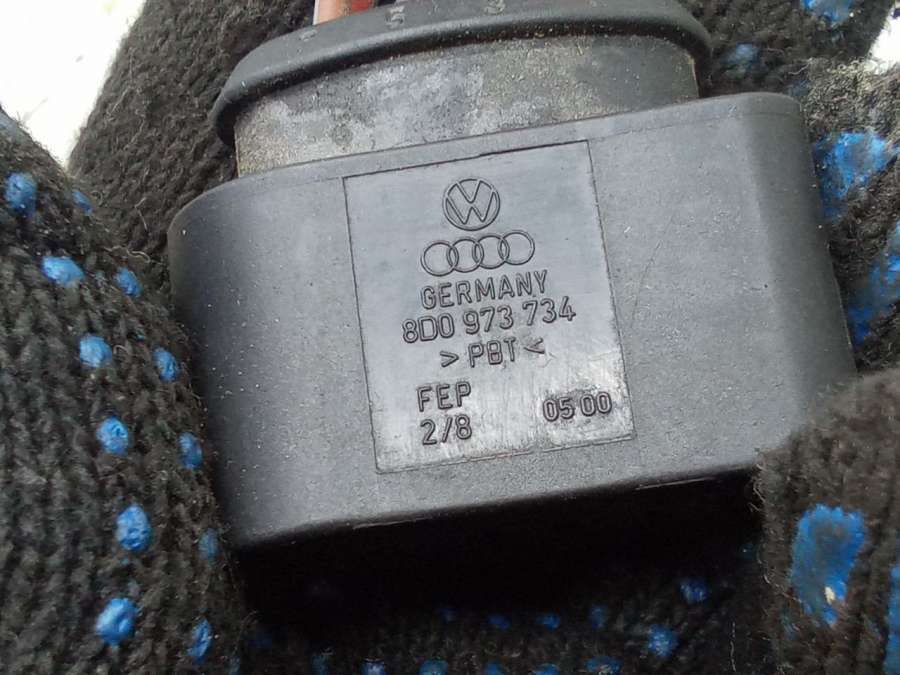 GERMANY
8D0 973 734
> PBT <
FEP
2/8 05 00